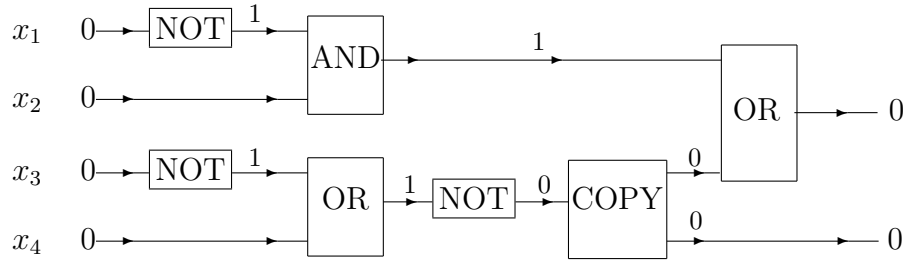 x₁ 0 NOT 1 AND 1
x₂ 0
OR 0
x₃ 0 NOT 1 OR 1 NOT 0 COPY 0
x₄ 0 0 0